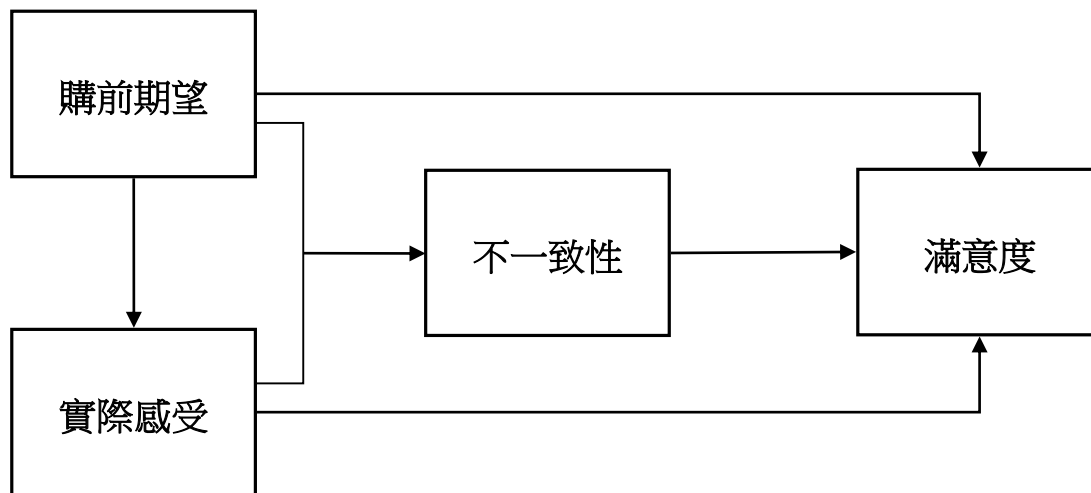 購前期望
不一致性
滿意度
實際感受